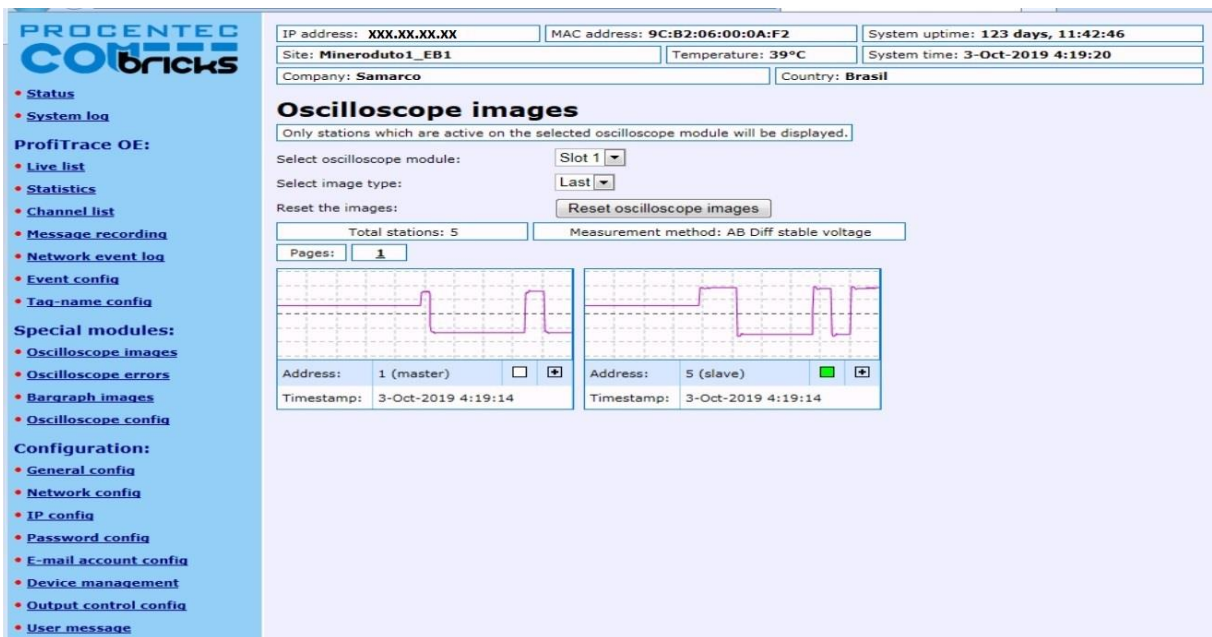 PROCENTEC
COMbricks
• Status
• System log
ProfiTrace OE:
• Live list
• Statistics
• Channel list
• Message recording
• Network event log
• Event config
• Tag-name config
Special modules:
• Oscilloscope images
• Oscilloscope errors
• Bargraph images
• Oscilloscope config
Configuration:
• General config
• Network config
• IP config
• Password config
• E-mail account config
• Device management
• Output control config
• User message
IP address: XXX.XX.XX.XX MAC address: 9C:B2:06:00:0A:F2 System uptime: 123 days, 11:42:46
Site: Mineroduto1_EB1 Temperature: 39°C System time: 3-Oct-2019 4:19:20
Company: Samarco Country: Brasil
Oscilloscope images
Only stations which are active on the selected oscilloscope module will be displayed.
Select oscilloscope module: Slot 1
Select image type: Last
Reset the images: Reset oscilloscope images
Total stations: 5 Measurement method: AB Diff stable voltage
Pages: 1
Address: 1 (master) Address: 5 (slave)
Timestamp: 3-Oct-2019 4:19:14 Timestamp: 3-Oct-2019 4:19:14